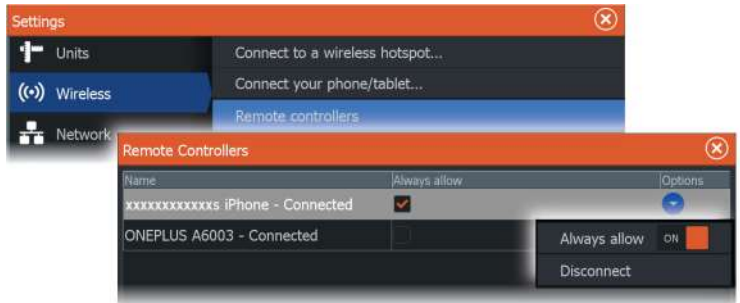 Settings
Units
Connect to a wireless hotspot...
Wireless
Connect your phone/tablet...
Remote controllers
Network
Remote Controllers
Name Always allow Options
xxxxxxxxxxxxs iPhone - Connected
ONEPLUS A6003 - Connected
Always allow ON
Disconnect